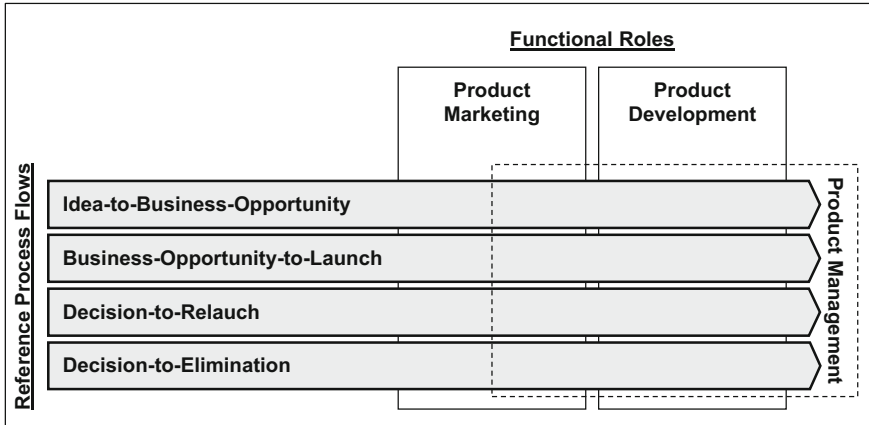 Functional Roles
Product
Marketing
Product
Development
Reference Process Flows
Idea-to-Business-Opportunity
Business-Opportunity-to-Launch
Decision-to-Relauch
Decision-to-Elimination
Product Management